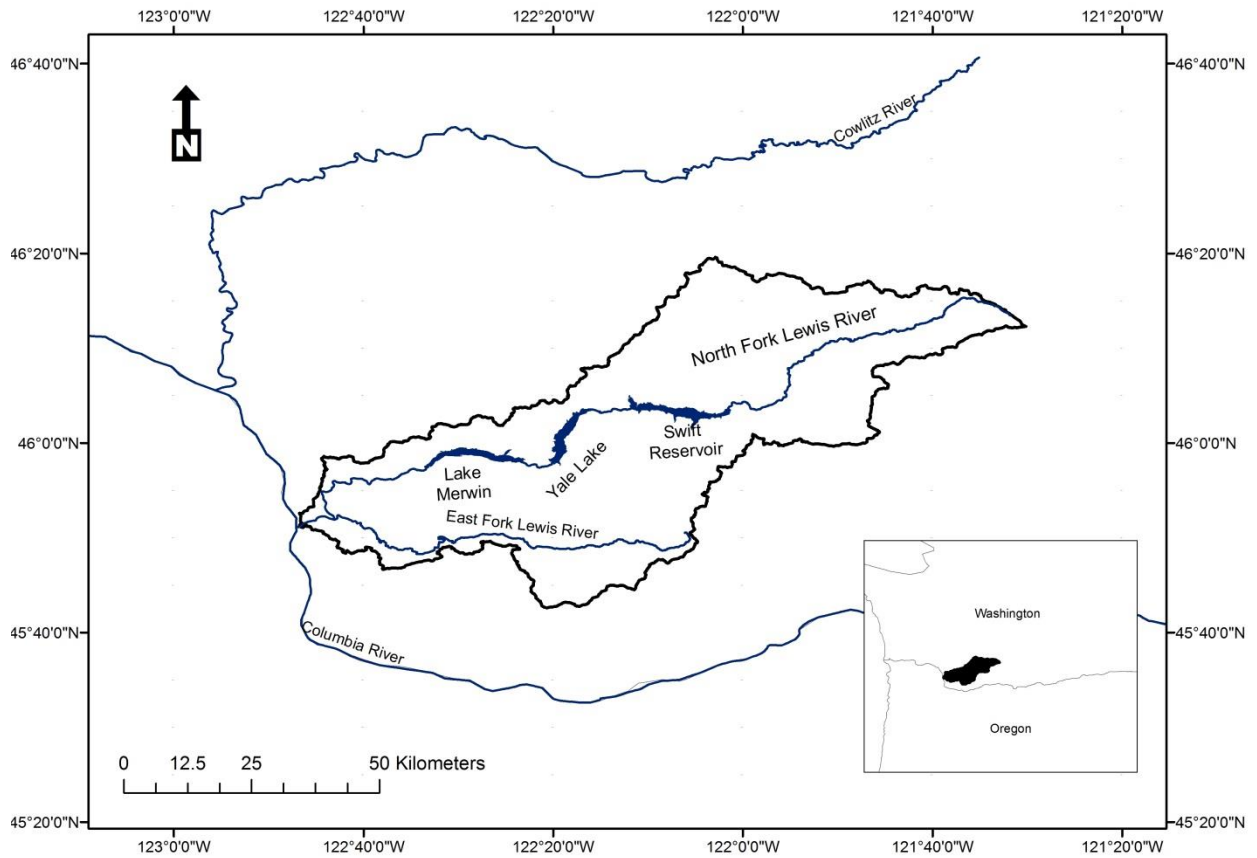 123°0'0"W 122°40'0"W 122°20'0"W 122°0'0"W 121°40'0"W 121°20'0"W
46°40'0"N 46°40'0"N
N
Cowlitz River
46°20'0"N 46°20'0"N
North Fork Lewis River
46°0'0"N 46°0'0"N
Swift
Reservoir
Yale Lake
Lake
Merwin
East Fork Lewis River
Washington
45°40'0"N 45°40'0"N
Columbia River
Oregon
0 12.5 25 50 Kilometers
45°20'0"N 45°20'0"N
123°0'0"W 122°40'0"W 122°20'0"W 122°0'0"W 121°40'0"W 121°20'0"W